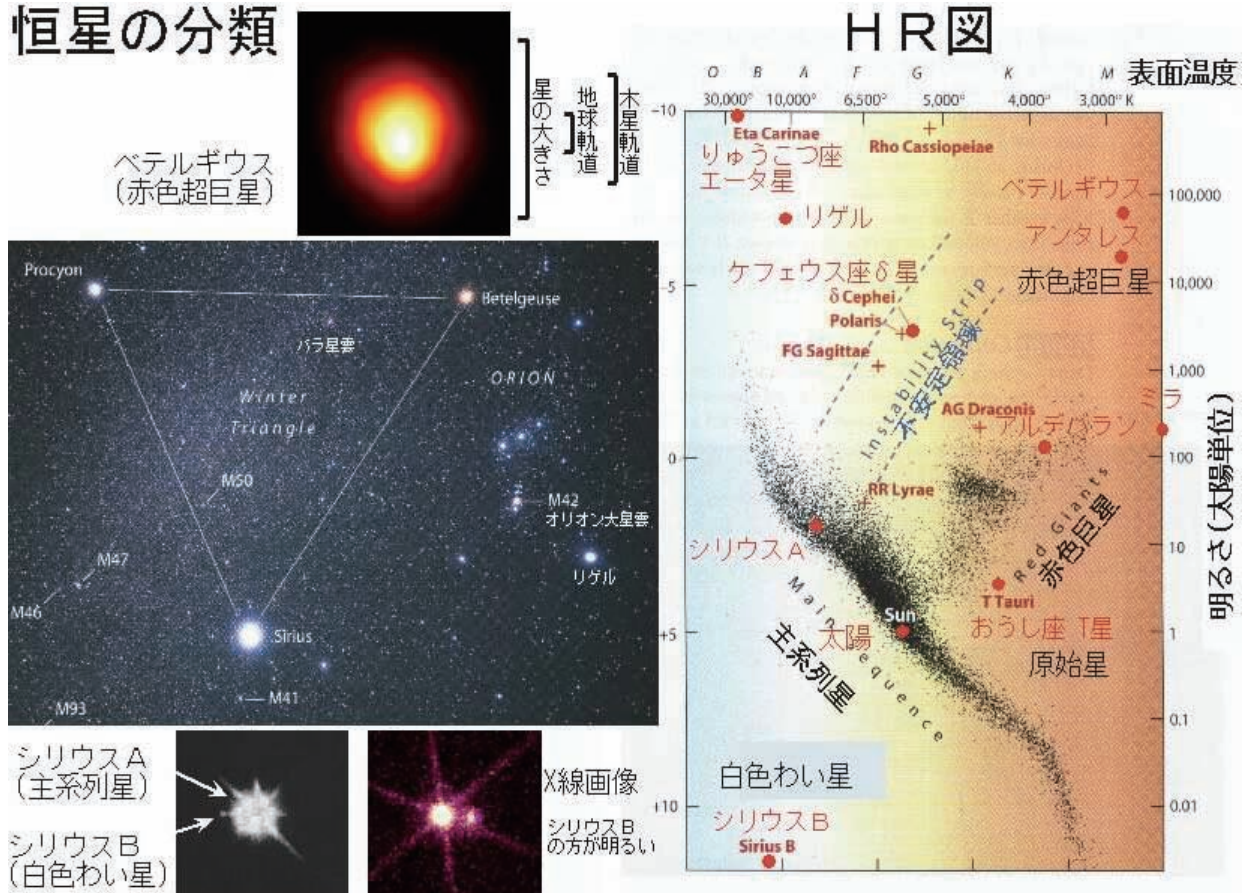 恒星の分類
ベテルギウス
(赤色超巨星)
星の大きさ
地球軌道
木星軌道
Procyon
Betelgeuse
バラ星雲
ORION
Winter
Triangle
M50
M42
オリオン大星雲
M47
リゲル
M46
Sirius
M41
M93
シリウスA
(主系列星)
シリウスB
(白色わい星)
X線画像
シリウスB
の方が明るい
HR図
O B A F G K M 表面温度
30,000° 10,000° 6,500° 5,000° 4,000° 3,000° K
-10
Eta Carinae
Rho Cassiopeiae
りゅうこつ座
エータ星
ベテルギウス
100,000
リゲル
アンタレス
ケフェウス座δ星
赤色超巨星
10,000
-5
δ Cephei
Polaris
FG Sagittae
Instability Strip
不安定領域
1,000
ミラ
AG Draconis
アルデバラン
0
100
RR Lyrae
Red Giants
赤色巨星
シリウスA
10
Main Sequence
主系列星
T Tauri
Sun
太陽
おうし座 T星
+5
1
原始星
明るさ(太陽単位)
0.1
白色わい星
+10
0.01
シリウスB
Sirius B